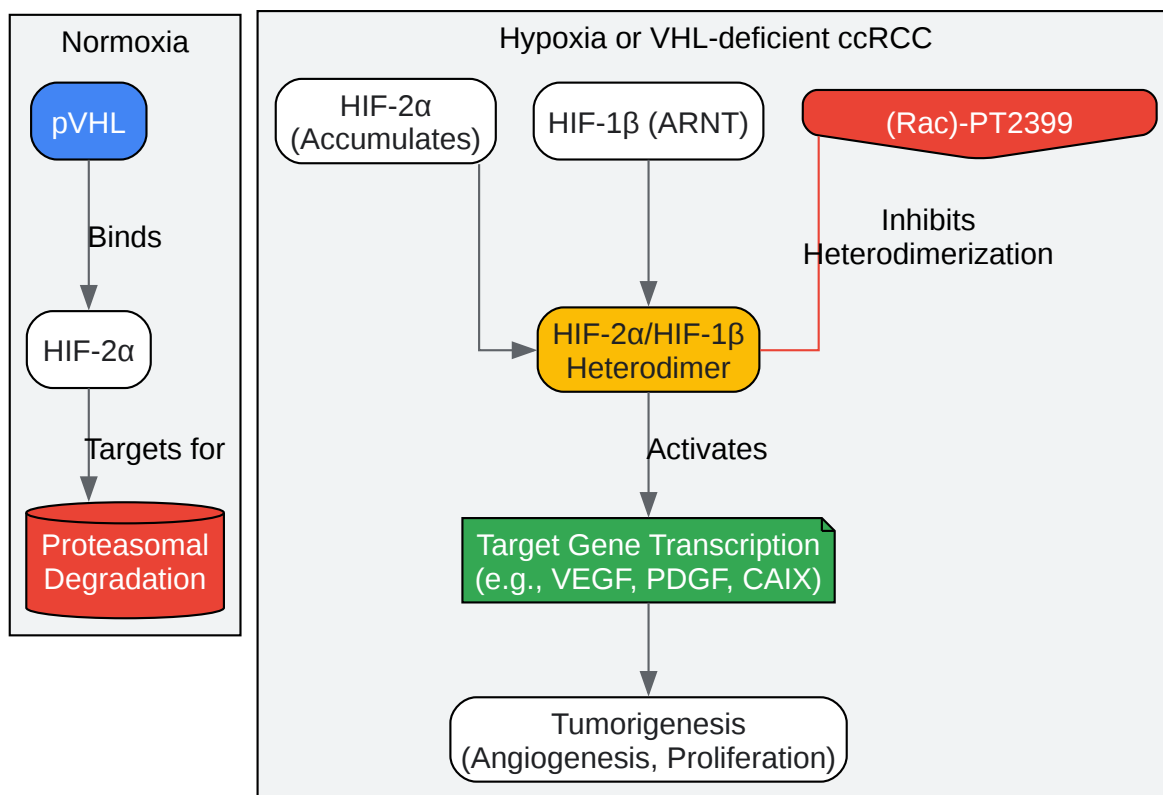 Normoxia
pVHL
Binds
HIF-2α
Targets for
Proteasomal
Degradation
Hypoxia or VHL-deficient ccRCC
HIF-2α
(Accumulates)
HIF-1β (ARNT)
(Rac)-PT2399
Inhibits
Heterodimerization
HIF-2α/HIF-1β
Heterodimer
Activates
Target Gene Transcription
(e.g., VEGF, PDGF, CAIX)
Tumorigenesis
(Angiogenesis, Proliferation)